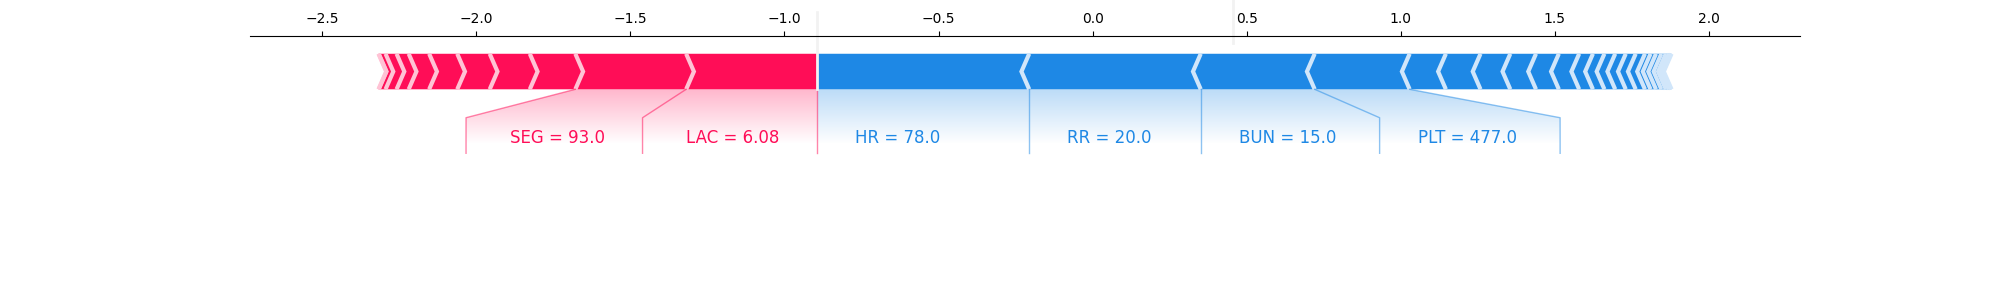 −2.5 −2.0 −1.5 −1.0 −0.5 0.0 0.5 1.0 1.5 2.0
SEG = 93.0 LAC = 6.08 HR = 78.0 RR = 20.0 BUN = 15.0 PLT = 477.0